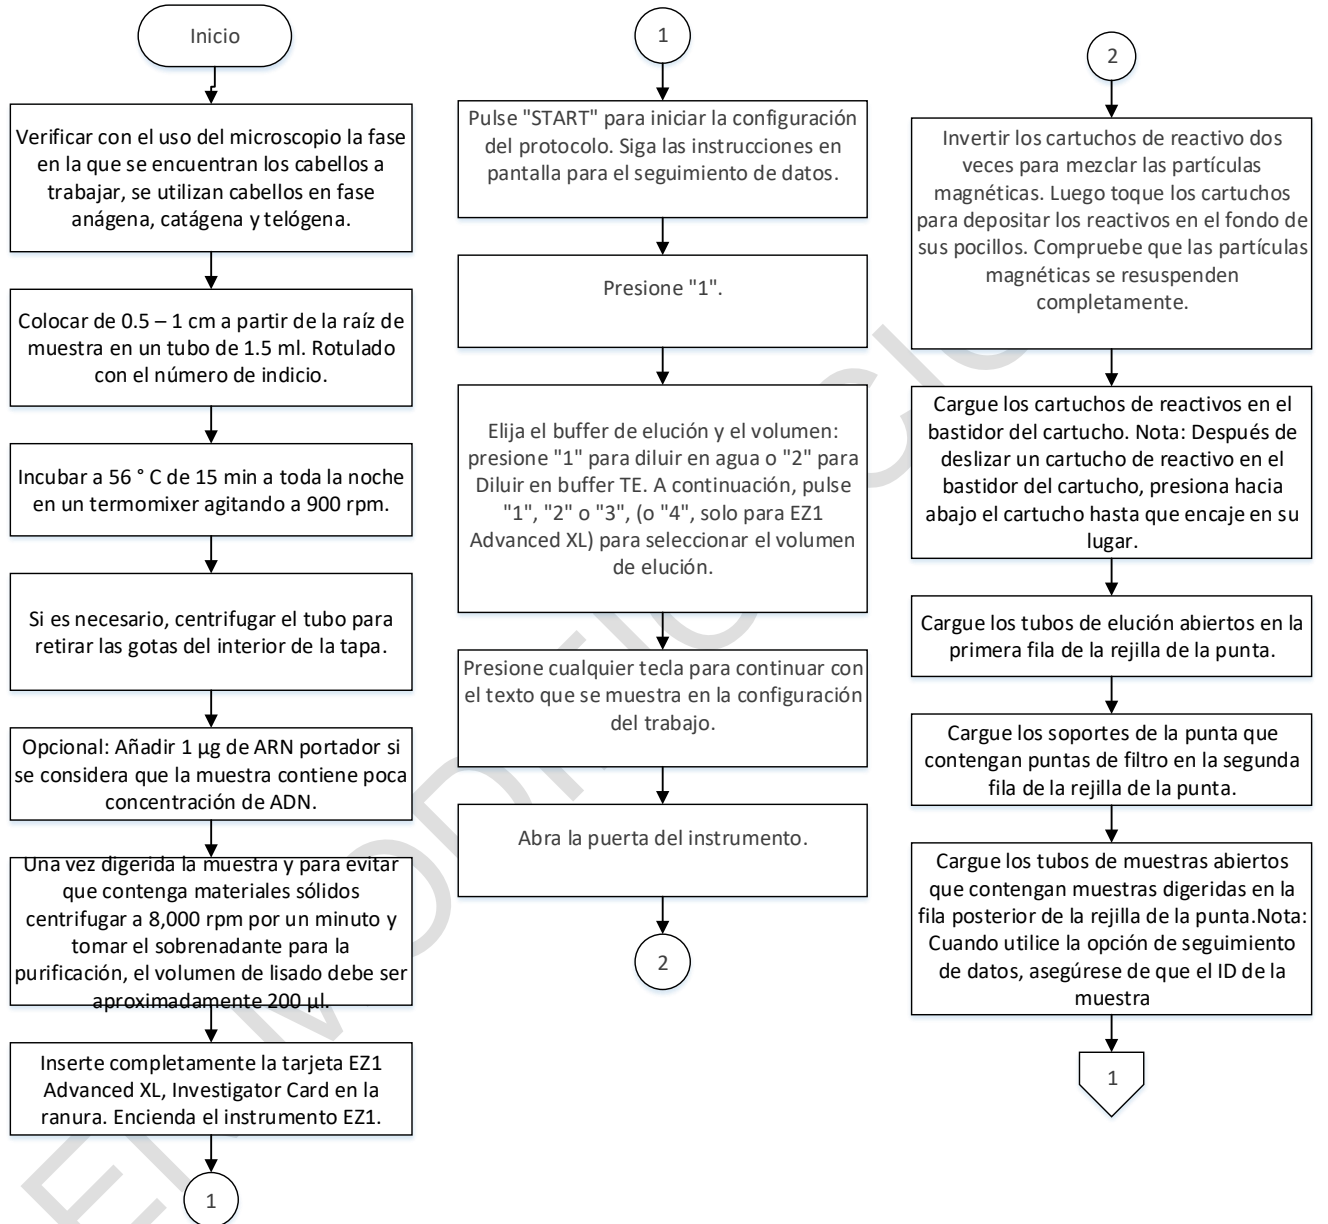 Inicio
Verificar con el uso del microscopio la fase
en la que se encuentran los cabellos a
trabajar, se utilizan cabellos en fase
anágena, catágena y telógena.
Colocar de 0.5 – 1 cm a partir de la raíz de
muestra en un tubo de 1.5 ml. Rotulado
con el número de indicio.
Incubar a 56 ° C de 15 min a toda la noche
en un termomixer agitando a 900 rpm.
Si es necesario, centrifugar el tubo para
retirar las gotas del interior de la tapa.
Opcional: Añadir 1 µg de ARN portador si
se considera que la muestra contiene poca
concentración de ADN.
Una vez digerida la muestra y para evitar
que contenga materiales sólidos
centrifugar a 8,000 rpm por un minuto y
tomar el sobrenadante para la
purificación, el volumen de lisado debe ser
aproximadamente 200 µl.
Inserte completamente la tarjeta EZ1
Advanced XL, Investigator Card en la
ranura. Encienda el instrumento EZ1.
1
1
Pulse "START" para iniciar la configuración
del protocolo. Siga las instrucciones en
pantalla para el seguimiento de datos.
Presione "1".
Elija el buffer de elución y el volumen:
presione "1" para diluir en agua o "2" para
Diluir en buffer TE. A continuación, pulse
"1", "2" o "3", (o "4", solo para EZ1
Advanced XL) para seleccionar el volumen
de elución.
Presione cualquier tecla para continuar con
el texto que se muestra en la configuración
del trabajo.
Abra la puerta del instrumento.
2
2
Invertir los cartuchos de reactivo dos
veces para mezclar las partículas
magnéticas. Luego toque los cartuchos
para depositar los reactivos en el fondo de
sus pocillos. Compruebe que las partículas
magnéticas se resuspenden
completamente.
Cargue los cartuchos de reactivos en el
bastidor del cartucho. Nota: Después de
deslizar un cartucho de reactivo en el
bastidor del cartucho, presiona hacia
abajo el cartucho hasta que encaje en su
lugar.
Cargue los tubos de elución abiertos en la
primera fila de la rejilla de la punta.
Cargue los soportes de la punta que
contengan puntas de filtro en la segunda
fila de la rejilla de la punta.
Cargue los tubos de muestras abiertos
que contengan muestras digeridas en la
fila posterior de la rejilla de la punta.Nota:
Cuando utilice la opción de seguimiento
de datos, asegúrese de que el ID de la
muestra
1